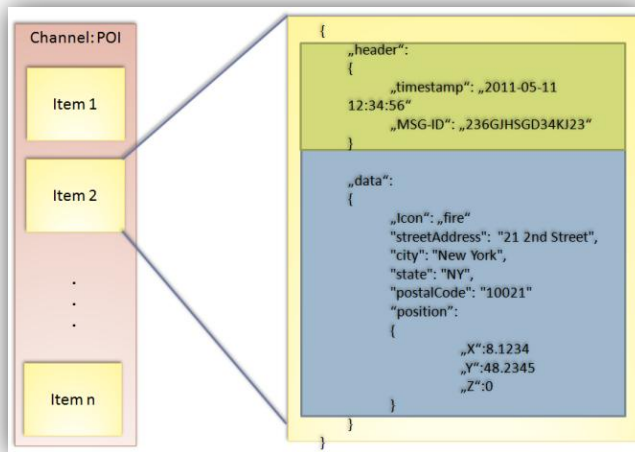 Channel: POI
Item 1
Item 2
.
.
.
Item n
{
„header“:
{
„timestamp“: „2011-05-11
12:34:56“
„MSG-ID“: „236GJHSGD34KJ23“
}
„data“:
{
„Icon“: „fire“
"streetAddress": "21 2nd Street",
"city": "New York",
"state": "NY",
"postalCode": "10021"
“position”:
{
„X“:8.1234
„Y“:48.2345
„Z“:0
}
}
}